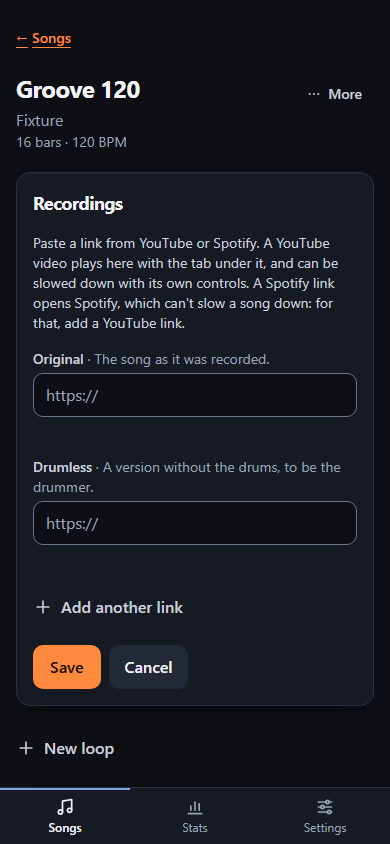 ← Songs
Groove 120
··· More
Fixture
16 bars · 120 BPM
Recordings
Paste a link from YouTube or Spotify. A YouTube
video plays here with the tab under it, and can be
slowed down with its own controls. A Spotify link
opens Spotify, which can't slow a song down: for
that, add a YouTube link.
Original · The song as it was recorded.
https://
Drumless · A version without the drums, to be the
drummer.
https://
+ Add another link
Save Cancel
+ New loop
Songs Stats Settings